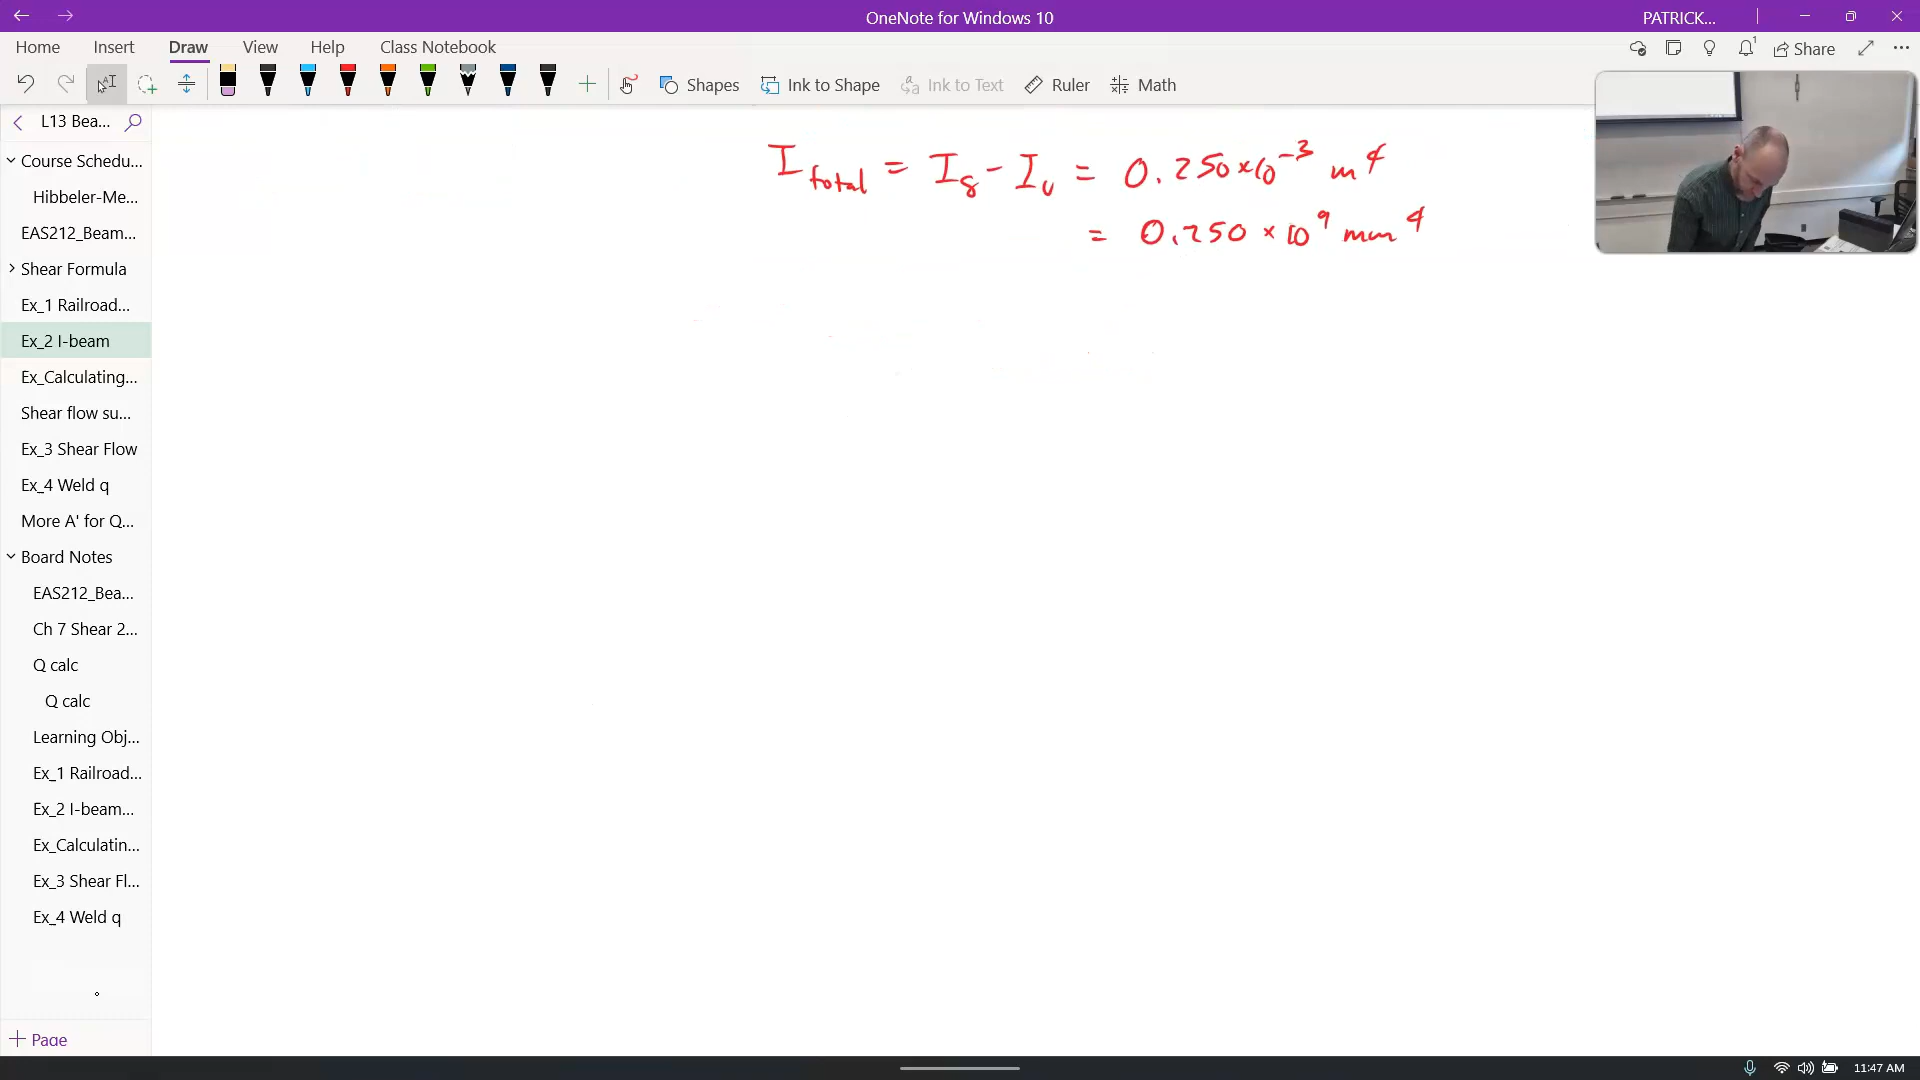 OneNote for Windows 10
PATRICK...
Home Insert Draw View Help Class Notebook
Share
Shapes Ink to Shape Ink to Text Ruler Math
L13 Bea...
Course Schedu...
Hibbeler-Me...
EAS212_Beam...
Shear Formula
Ex_1 Railroad...
Ex_2 I-beam
Ex_Calculating...
Shear flow su...
Ex_3 Shear Flow
Ex_4 Weld q
More A' for Q...
Board Notes
EAS212_Bea...
Ch 7 Shear 2...
Q calc
Q calc
Learning Obj...
Ex_1 Railroad...
Ex_2 I-beam...
Ex_Calculatin...
Ex_3 Shear Fl...
Ex_4 Weld q
Page
I total = I_8 - I_v = 0.250×10^-3 m^4
= 0.250 × 10^9 mm^4
11:47 AM